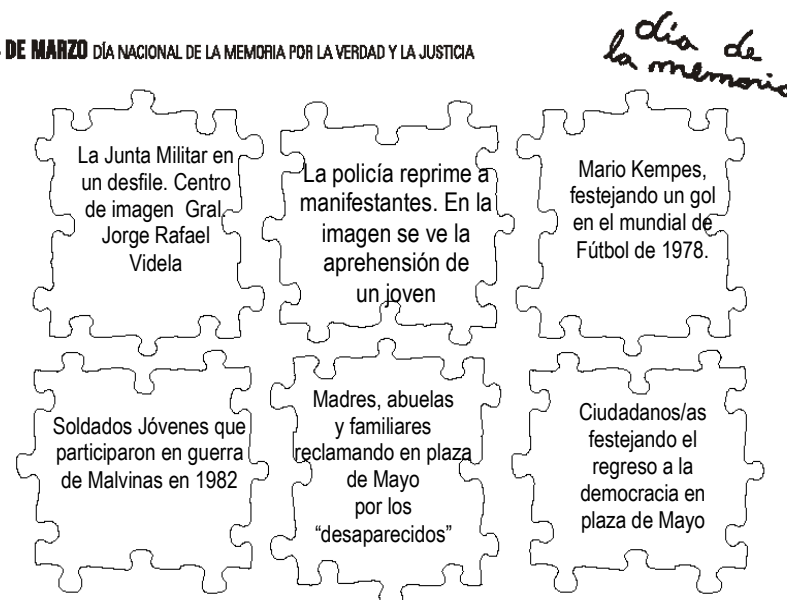 DE MARZO DÍA NACIONAL DE LA MEMORIA POR LA VERDAD Y LA JUSTICIA
día de
la memoria
La Junta Militar en
un desfile. Centro
de imagen Gral.
Jorge Rafael
Videla
La policía reprime a
manifestantes. En la
imagen se ve la
aprehensión de
un joven
Mario Kempes,
festejando un gol
en el mundial de
Fútbol de 1978.
Soldados Jóvenes que
participaron en guerra
de Malvinas en 1982
Madres, abuelas
y familiares
reclamando en plaza
de Mayo
por los
“desaparecidos”
Ciudadanos/as
festejando el
regreso a la
democracia en
plaza de Mayo